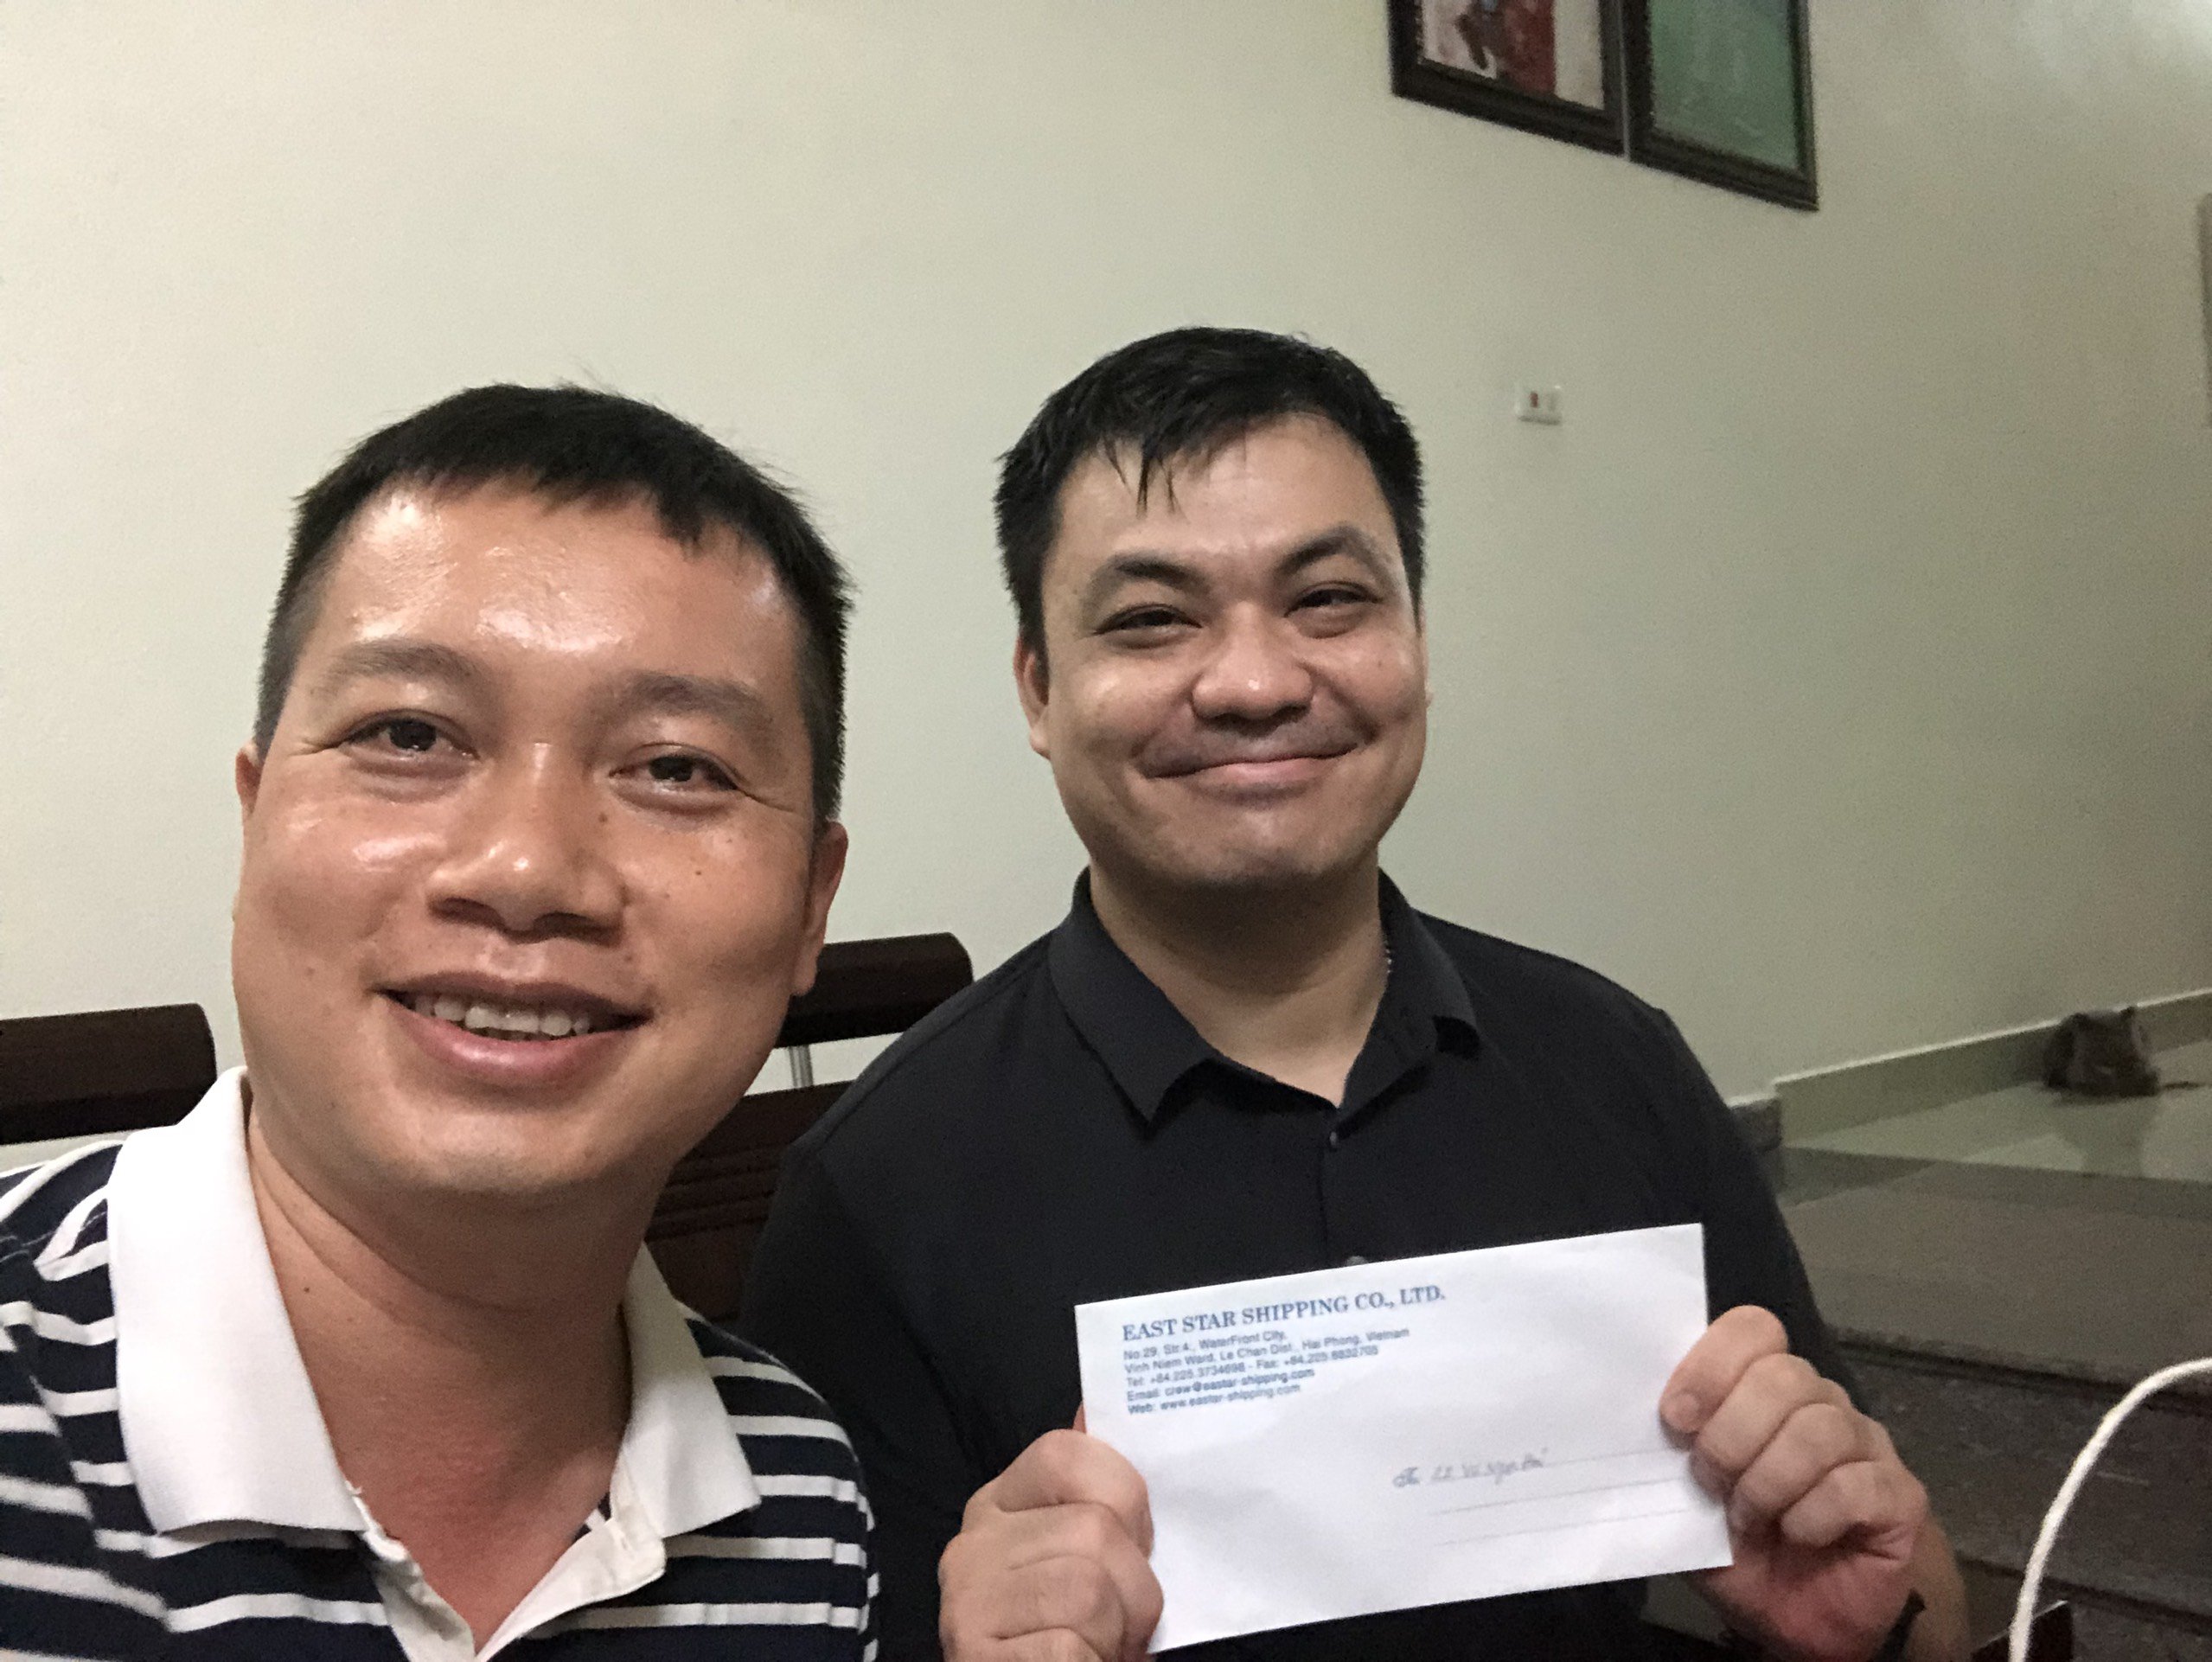 EAST STAR SHIPPING CO., LTD.
No.29, Str.4., WaterFront City,
Vinh Niem Ward, Le Chan Dist., Hai Phong, Vietnam
Tel: +84.225.3734698 - Fax: +84.225.8832705
Email: crew@eastar-shipping.com
Web: www.eastar-shipping.com